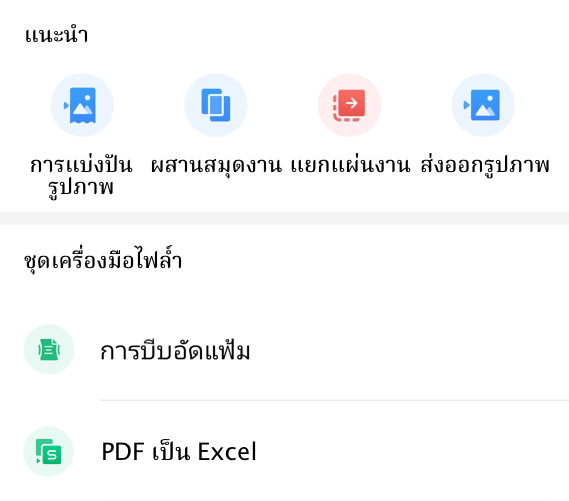 แนะนำ
การแบ่งปัน
รูปภาพ
ผสานสมุดงาน
แยกแผ่นงาน
ส่งออกรูปภาพ
ชุดเครื่องมือไฟล์ำ
การบีบอัดแฟ้ม
PDF เป็น Excel